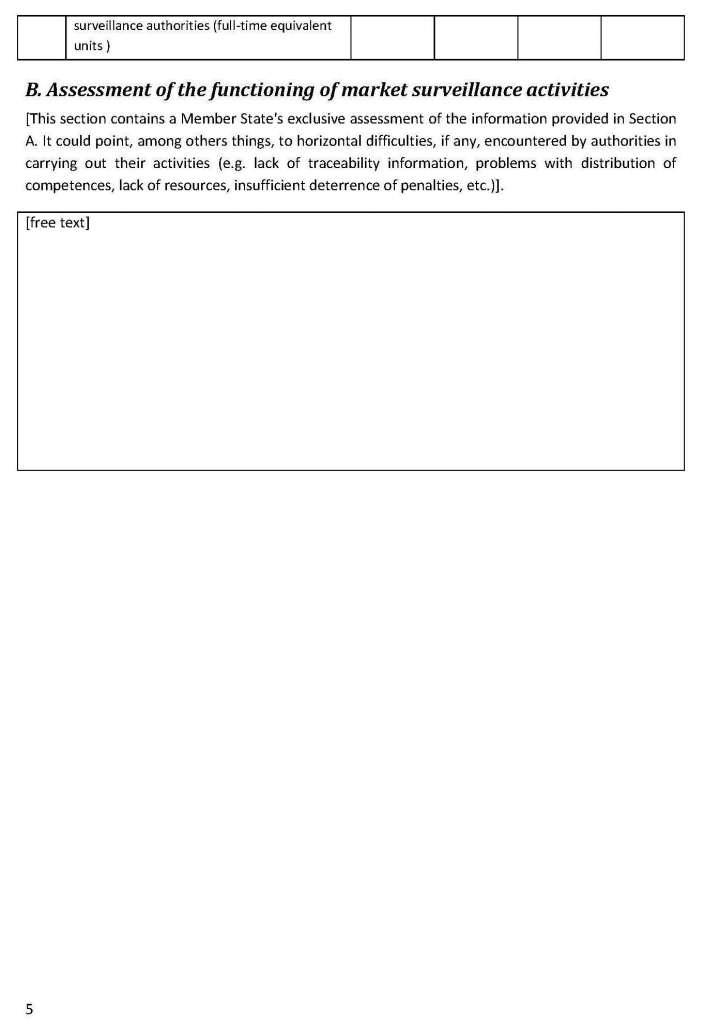 surveillance authorities (full-time equivalent
units )
B. Assessment of the functioning of market surveillance activities
[This section contains a Member State's exclusive assessment of the information provided in Section
A. It could point, among others things, to horizontal difficulties, if any, encountered by authorities in
carrying out their activities (e.g. lack of traceability information, problems with distribution of
competences, lack of resources, insufficient deterrence of penalties, etc.)].
[free text]
5